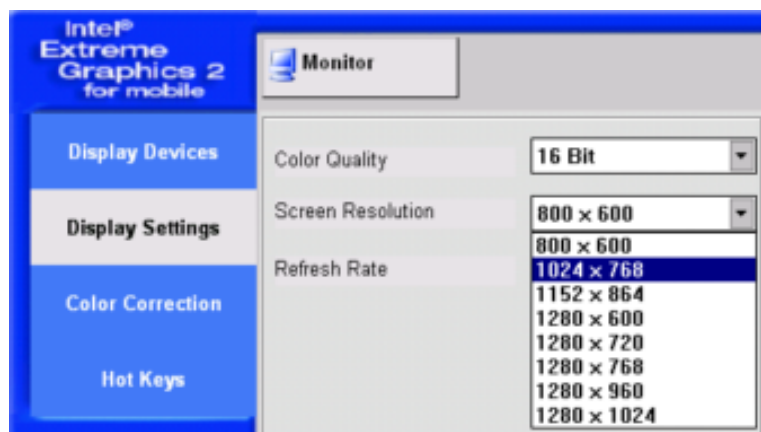 Intel®
Extreme
Graphics 2
for mobile
Monitor
Display Devices
Display Settings
Color Correction
Hot Keys
Color Quality
16 Bit
Screen Resolution
800 x 600
800 x 600
1024 x 768
1152 x 864
1280 x 600
1280 x 720
1280 x 768
1280 x 960
1280 x 1024
Refresh Rate